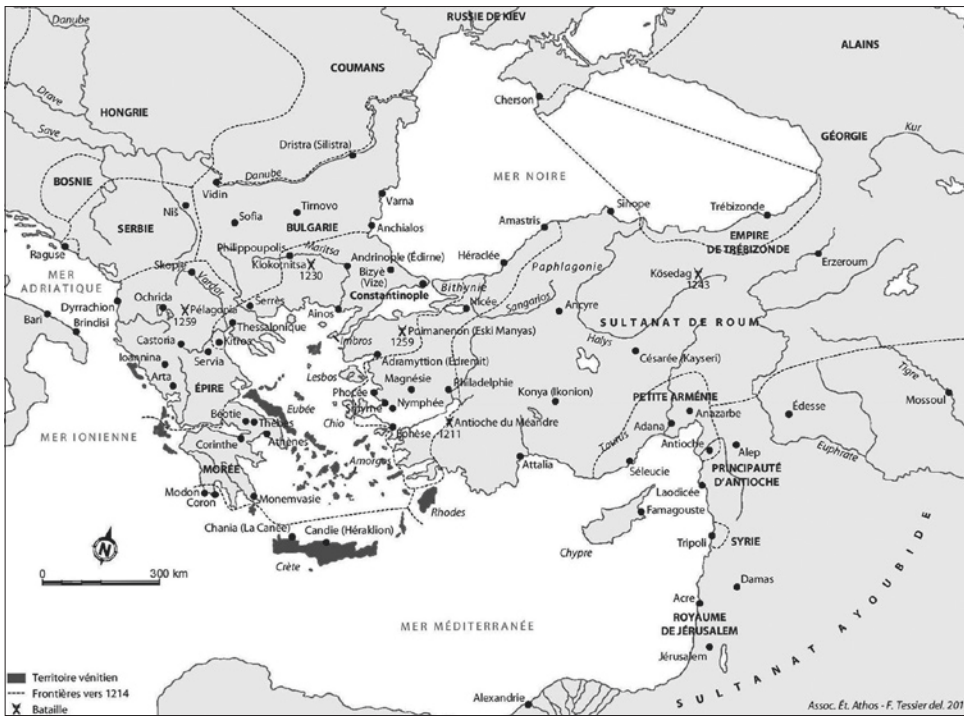 RUSSIE DE KIEV
Danube
COUMANS
ALAINS
Drave
HONGRIE
Cherson
Save
GÉORGIE
Kur
Dristra (Silistra)
Danube
BOSNIE
Vidin
MER NOIRE
Varna
Niš
Tirnovo
Sinope
Trébizonde
Sofia
SERBIE
BULGARIE
Anchialos
Amastris
EMPIRE
DE TRÉBIZONDE
Raguse
Philippoupolis
Maritsa
Andrinople (Édirne)
Héraclée
Paphlagonie
Erzeroum
Klokotnitsa
1230
Skopje
Bizyè
(Vize)
Kösedag
1243
MER
ADRIATIQUE
Vardar
Constantinople
Bithynie
Ochrida
Serrès
Nicée
Sangarios
Ancyre
Dyrrachion
Pélagonia
1259
Ainos
SULTANAT DE ROUM
Bari
Brindisi
Thessalonique
Imbros
Poimanenon (Eski Manyas)
1259
Halys
Castoria
Kitros
Césarée (Kayseri)
Tigre
Ioannina
Servia
Adramyttion (Edremit)
Mossoul
Lesbos
Arta
Magnésie
Philadelphie
Konya (Ikonion)
PETITE ARMÉNIE
ÉPIRE
Phocée
Nymphée
Anazarbe
Édesse
Eubée
Smyrne
Béotie
Thèbes
Chio
Antioche du Méandre
1211
Adana
MER IONIENNE
Éphèse
Taurus
Antioche
Alep
Euphrate
Corinthe
Athènes
Amorgos
Attalia
Séleucie
PRINCIPAUTÉ
D'ANTIOCHE
MORÉE
Modon
Coron
Monemvasie
Laodicée
Rhodes
Famagouste
Chania (La Canée)
Candie (Héraklion)
Tripoli
SYRIE
Chypre
Crète
N
0 300 km
Damas
Acre
MER MÉDITERRANÉE
ROYAUME
DE JÉRUSALEM
Jérusalem
SULTANAT AYOUBIDE
Territoire vénitien
Frontières vers 1214
Bataille
Alexandrie
Assoc. Ét. Athos - F. Tessier del. 201